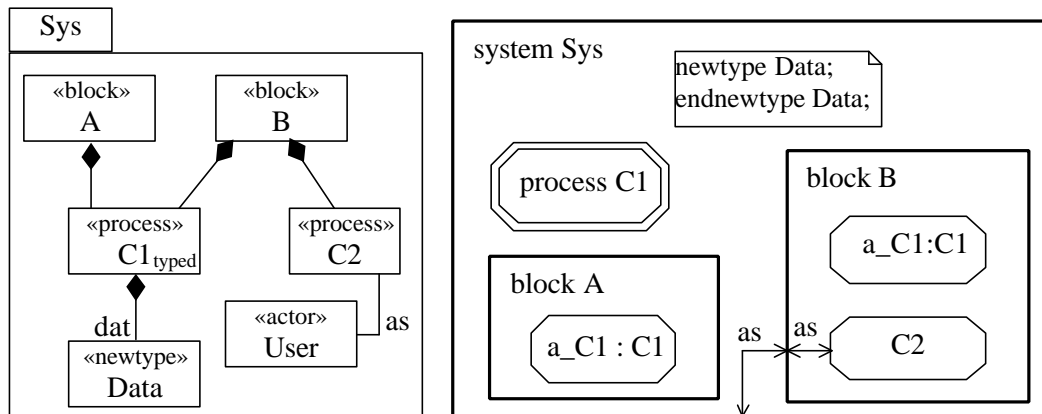 Sys
«block»
A
«block»
B
«process»
C1typed
«process»
C2
dat
«actor»
User
as
«newtype»
Data
system Sys
newtype Data;
endnewtype Data;
process C1
block B
a_C1:C1
block A
a_C1 : C1
as
as
C2